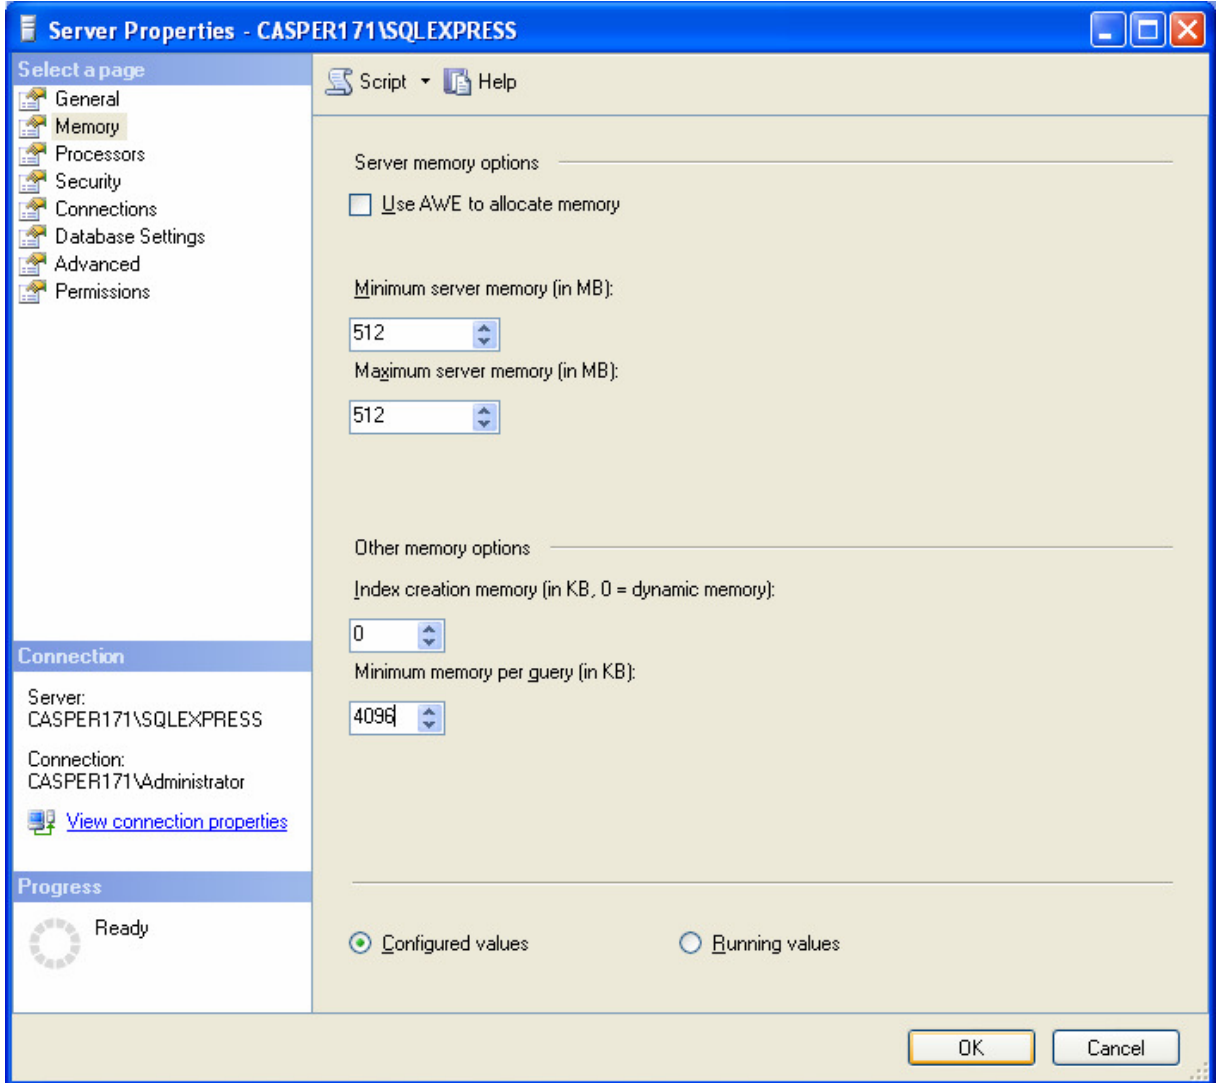 Server Properties - CASPER171\SQLEXPRESS
Select a page
General
Memory
Processors
Security
Connections
Database Settings
Advanced
Permissions
Connection
Server:
CASPER171\SQLEXPRESS
Connection:
CASPER171\Administrator
View connection properties
Progress
Ready
Script
Help
Server memory options
Use AWE to allocate memory
Minimum server memory (in MB):
512
Maximum server memory (in MB):
512
Other memory options
Index creation memory (in KB, 0 = dynamic memory):
0
Minimum memory per query (in KB):
4096
Configured values
Running values
OK
Cancel